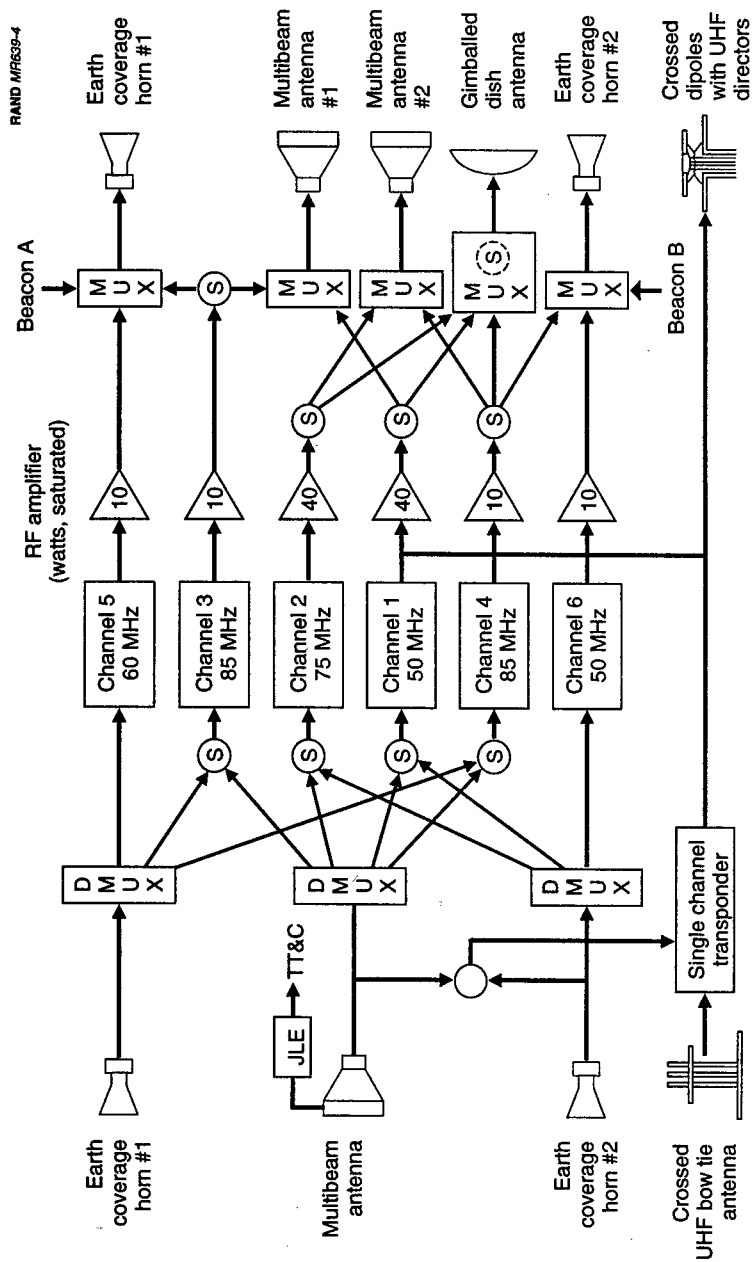 RAND MR639-4
Earth
coverage
horn #1
Multibeam
antenna
Earth
coverage
horn #2
Crossed
UHF bow tie
antenna
JLE
TT&C
D
M
U
X
D
M
U
X
D
M
U
X
Single channel
transponder
S
S
S
S
Channel 5
60 MHz
Channel 3
85 MHz
Channel 2
75 MHz
Channel 1
50 MHz
Channel 4
85 MHz
Channel 6
50 MHz
RF amplifier
(watts, saturated)
10
10
40
40
10
10
S
S
S
S
Beacon A
M
U
X
M
U
X
M
U
X
M
U
X
S
M
U
X
Beacon B
Earth
coverage
horn #1
Multibeam
antenna
#1
Multibeam
antenna
#2
Gimballed
dish
antenna
Earth
coverage
horn #2
Crossed
dipoles
with UHF
directors